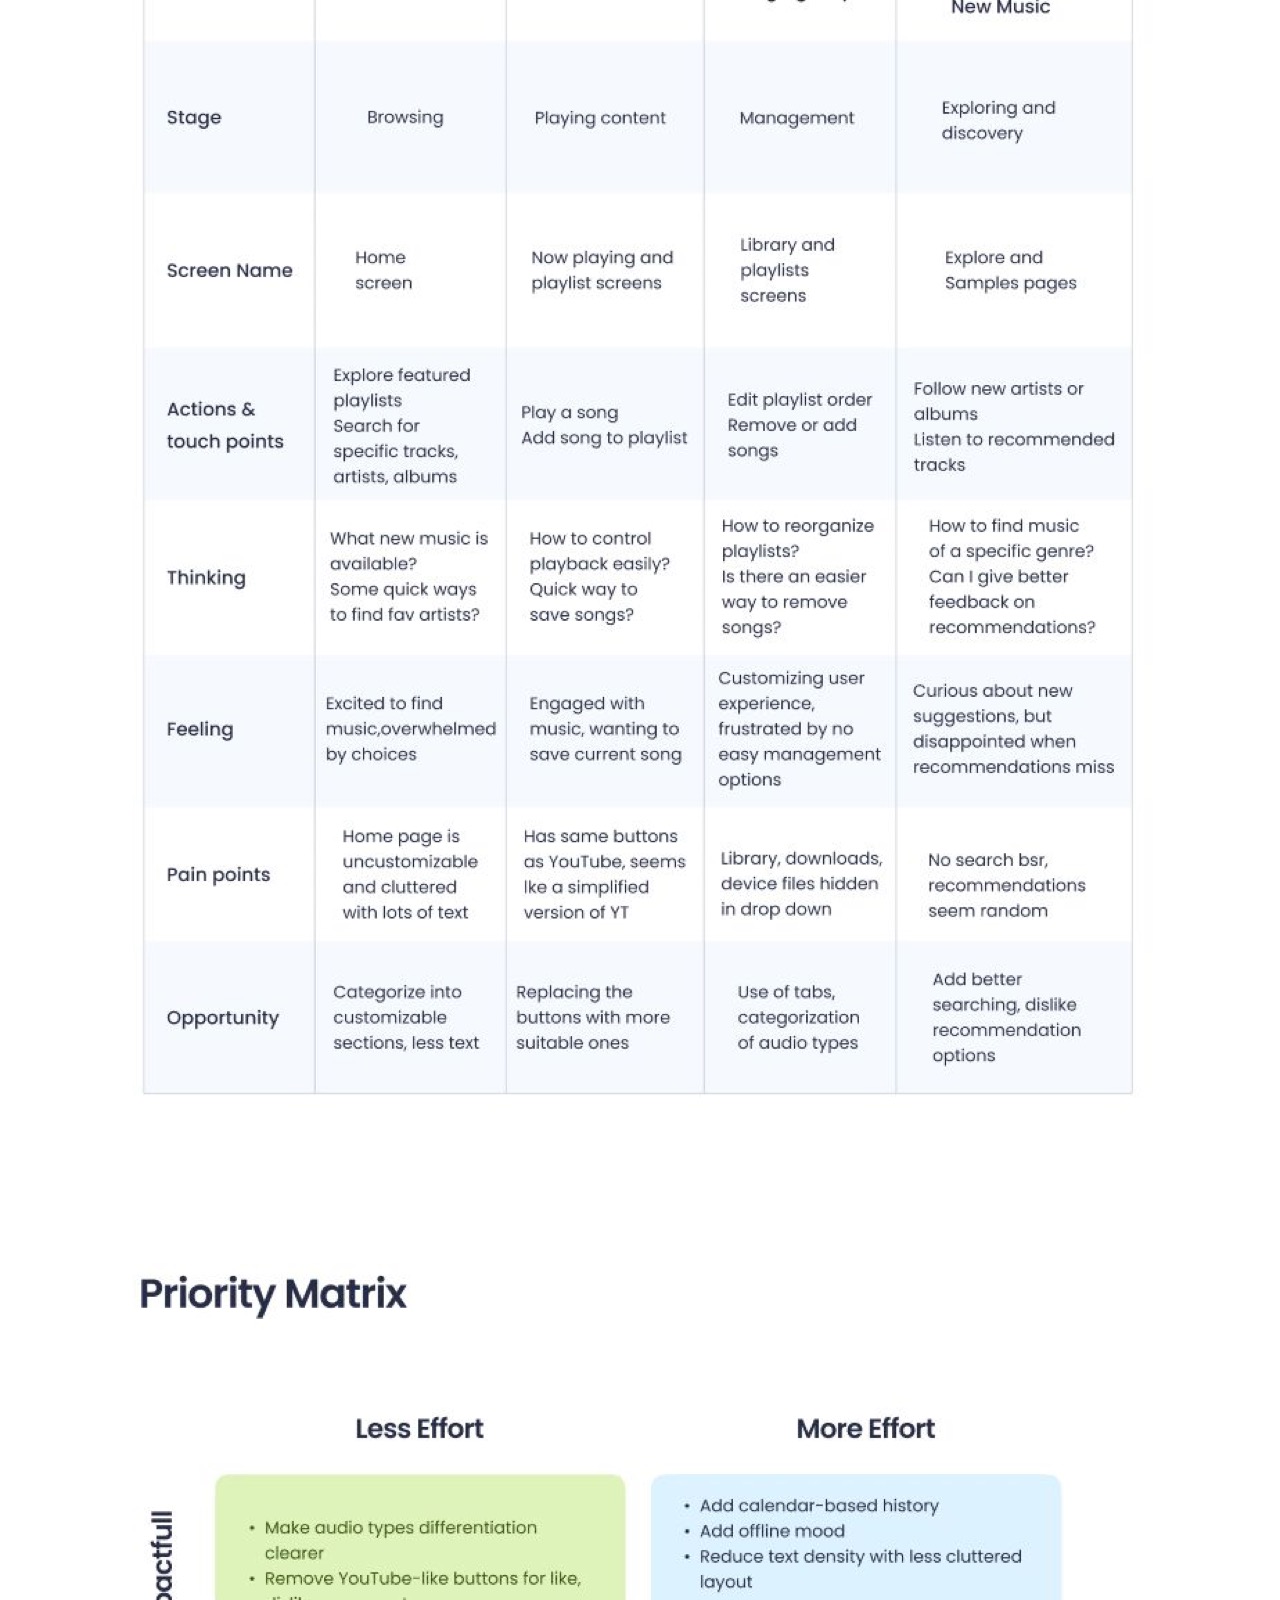 New Music
Stage
Browsing
Playing content
Management
Exploring and
discovery
Screen Name
Home
screen
Now playing and
playlist screens
Library and
playlists
screens
Explore and
Samples pages
Actions &
touch points
Explore featured
playlists
Search for
specific tracks,
artists, albums
Play a song
Add song to playlist
Edit playlist order
Remove or add
songs
Follow new artists or
albums
Listen to recommended
tracks
Thinking
What new music is
available?
Some quick ways
to find fav artists?
How to control
playback easily?
Quick way to
save songs?
How to reorganize
playlists?
Is there an easier
way to remove
songs?
How to find music
of a specific genre?
Can I give better
feedback on
recommendations?
Feeling
Excited to find
music,overwhelmed
by choices
Engaged with
music, wanting to
save current song
Customizing user
experience,
frustrated by no
easy management
options
Curious about new
suggestions, but
disappointed when
recommendations miss
Pain points
Home page is
uncustomizable
and cluttered
with lots of text
Has same buttons
as YouTube, seems
lke a simplified
version of YT
Library, downloads,
device files hidden
in drop down
No search bsr,
recommendations
seem random
Opportunity
Categorize into
customizable
sections, less text
Replacing the
buttons with more
suitable ones
Use of tabs,
categorization
of audio types
Add better
searching, dislike
recommendation
options
Priority Matrix
Less Effort
More Effort
pactfull
• Make audio types differentiation
clearer
• Remove YouTube-like buttons for like,
• Add calendar-based history
• Add offline mood
• Reduce text density with less cluttered
layout